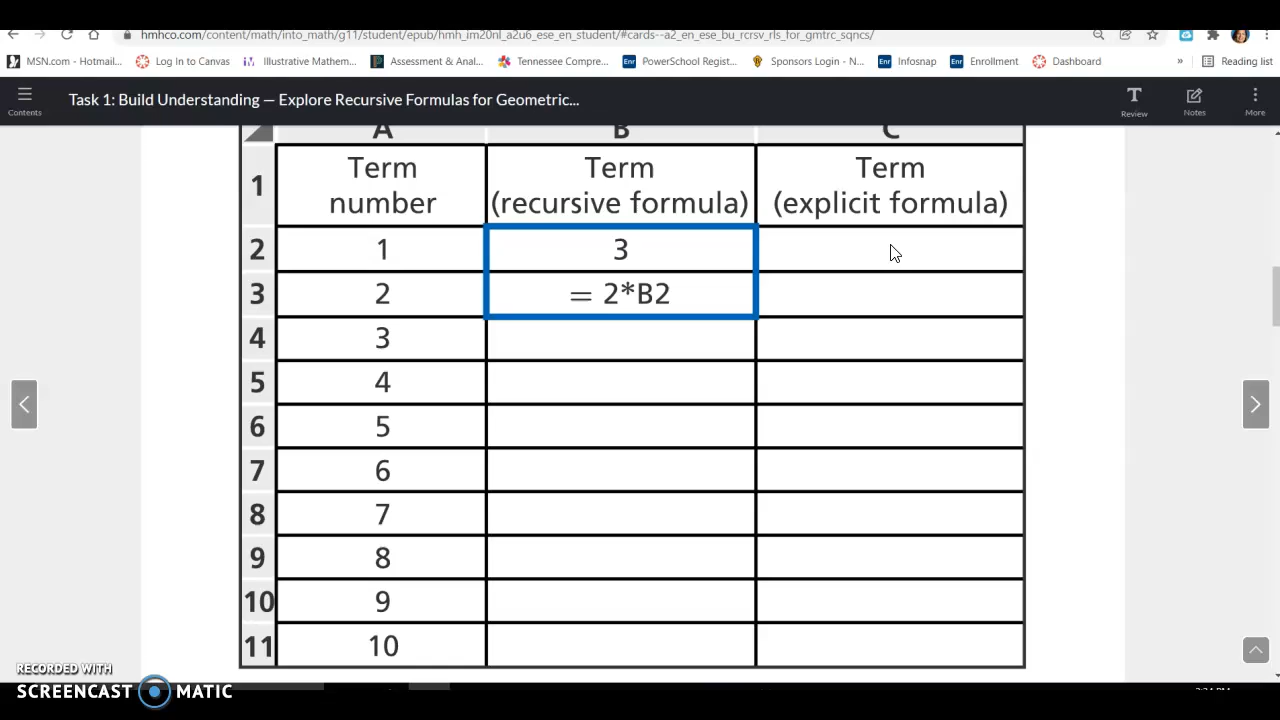 hmhco.com/content/math/into_math/g11/student/epub/hmh_im20nl_a2u6_ese_en_student/#cards--a2_en_ese_bu_rcrsv_rls_for_gmtrc_sqncs/
MSN.com - Hotmail... Log In to Canvas Illustrative Mathem... Assessment & Anal... Tennessee Compre... Enr PowerSchool Regist... Sponsors Login - N... Enr Infosnap Enr Enrollment Dashboard » Reading list
Contents Task 1: Build Understanding — Explore Recursive Formulas for Geometric... Review Notes More
A B C
1 Term number Term (recursive formula) Term (explicit formula)
2 1 3
3 2 = 2*B2
4 3
5 4
6 5
7 6
8 7
9 8
10 9
11 10
RECORDED WITH
SCREENCAST MATIC